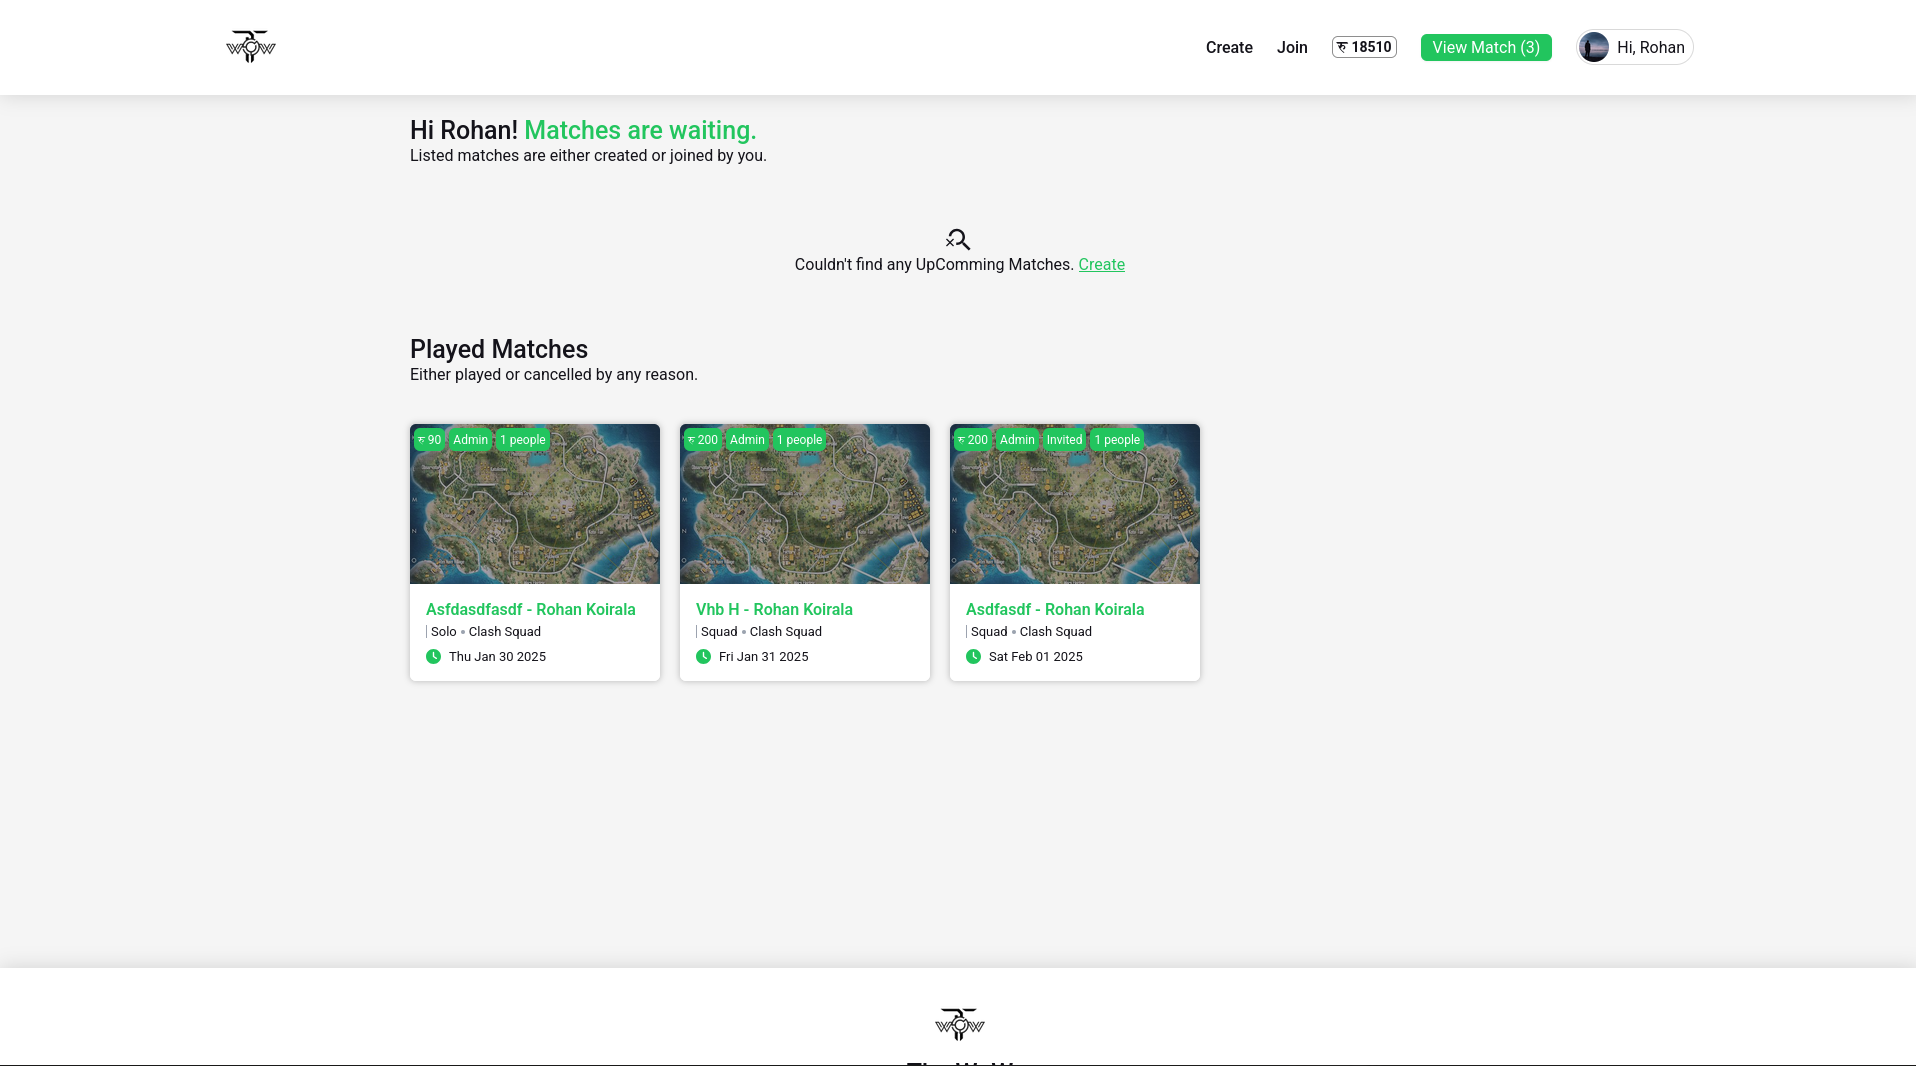 WOW
Create Join रु 18510 View Match (3) Hi, Rohan
Hi Rohan! Matches are waiting.
Listed matches are either created or joined by you.
Couldn't find any UpComming Matches. Create
Played Matches
Either played or cancelled by any reason.
रु 90 Admin 1 people
Asfdasdfasdf - Rohan Koirala
Solo • Clash Squad
Thu Jan 30 2025
रु 200 Admin 1 people
Vhb H - Rohan Koirala
Squad • Clash Squad
Fri Jan 31 2025
रु 200 Admin Invited 1 people
Asdfasdf - Rohan Koirala
Squad • Clash Squad
Sat Feb 01 2025
WOW